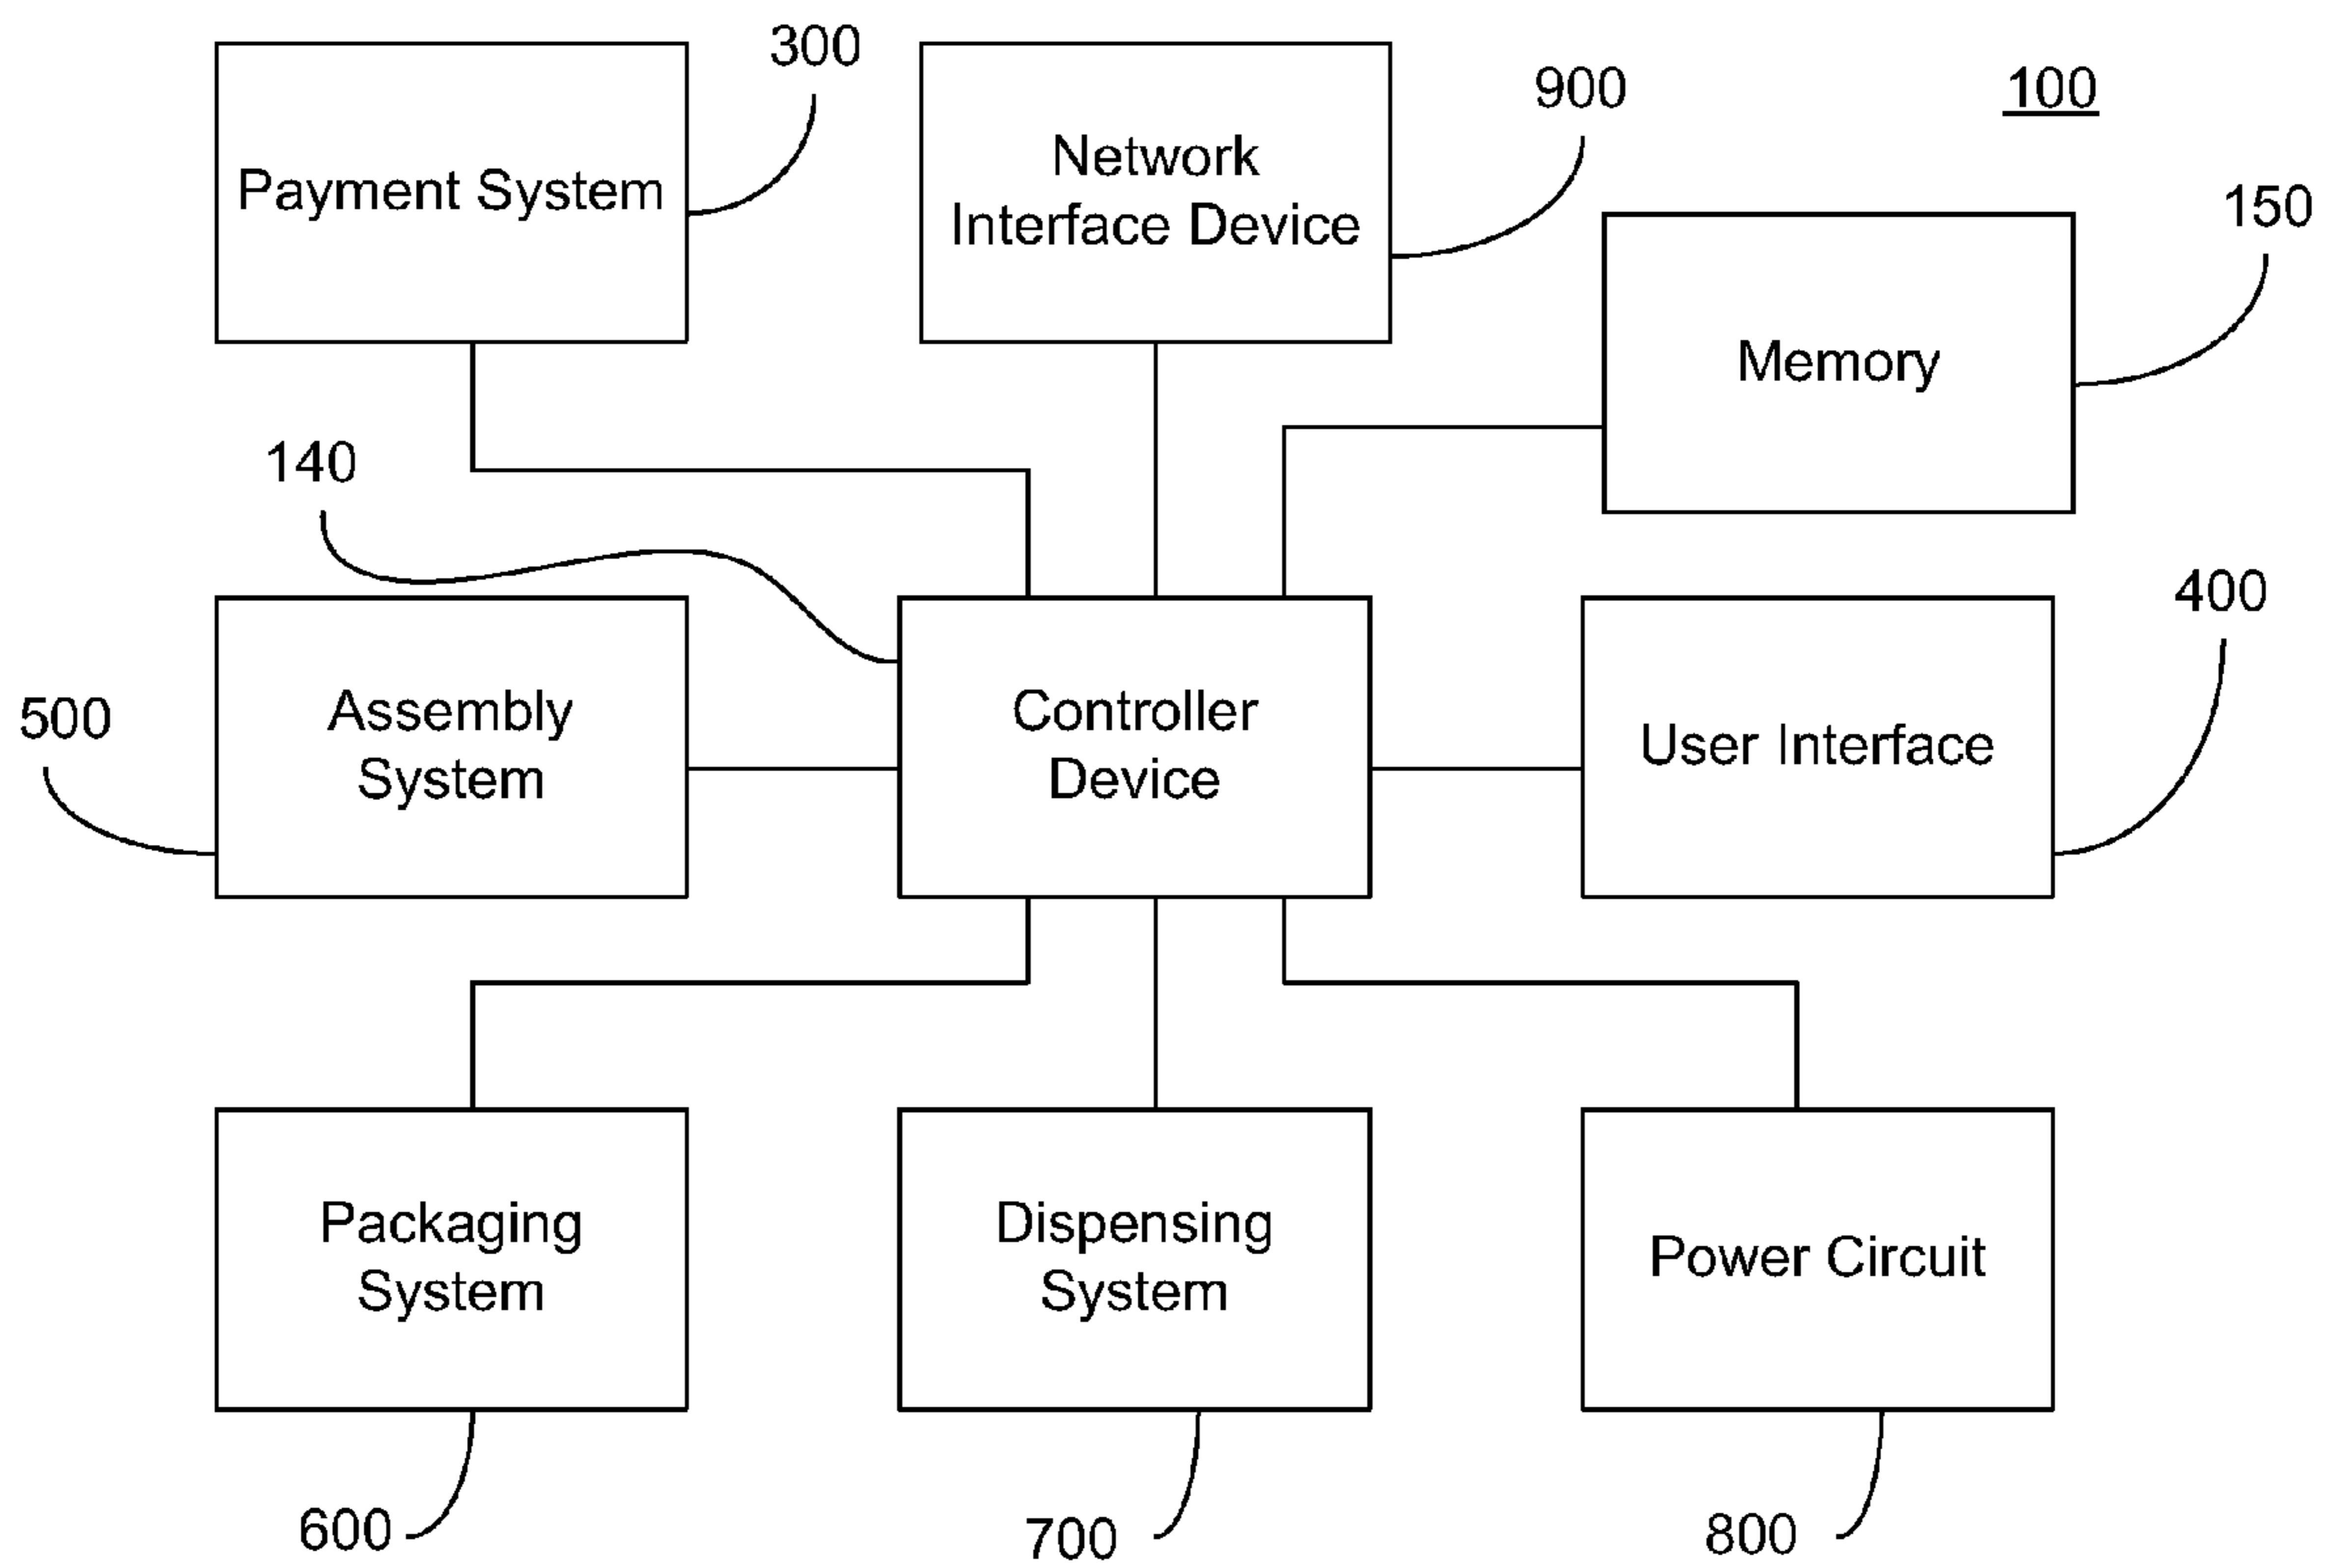 300
900
100
Payment System
Network
Interface Device
150
Memory
140
400
500
Assembly
System
Controller
Device
User Interface
Packaging
System
Dispensing
System
Power Circuit
600
700
800